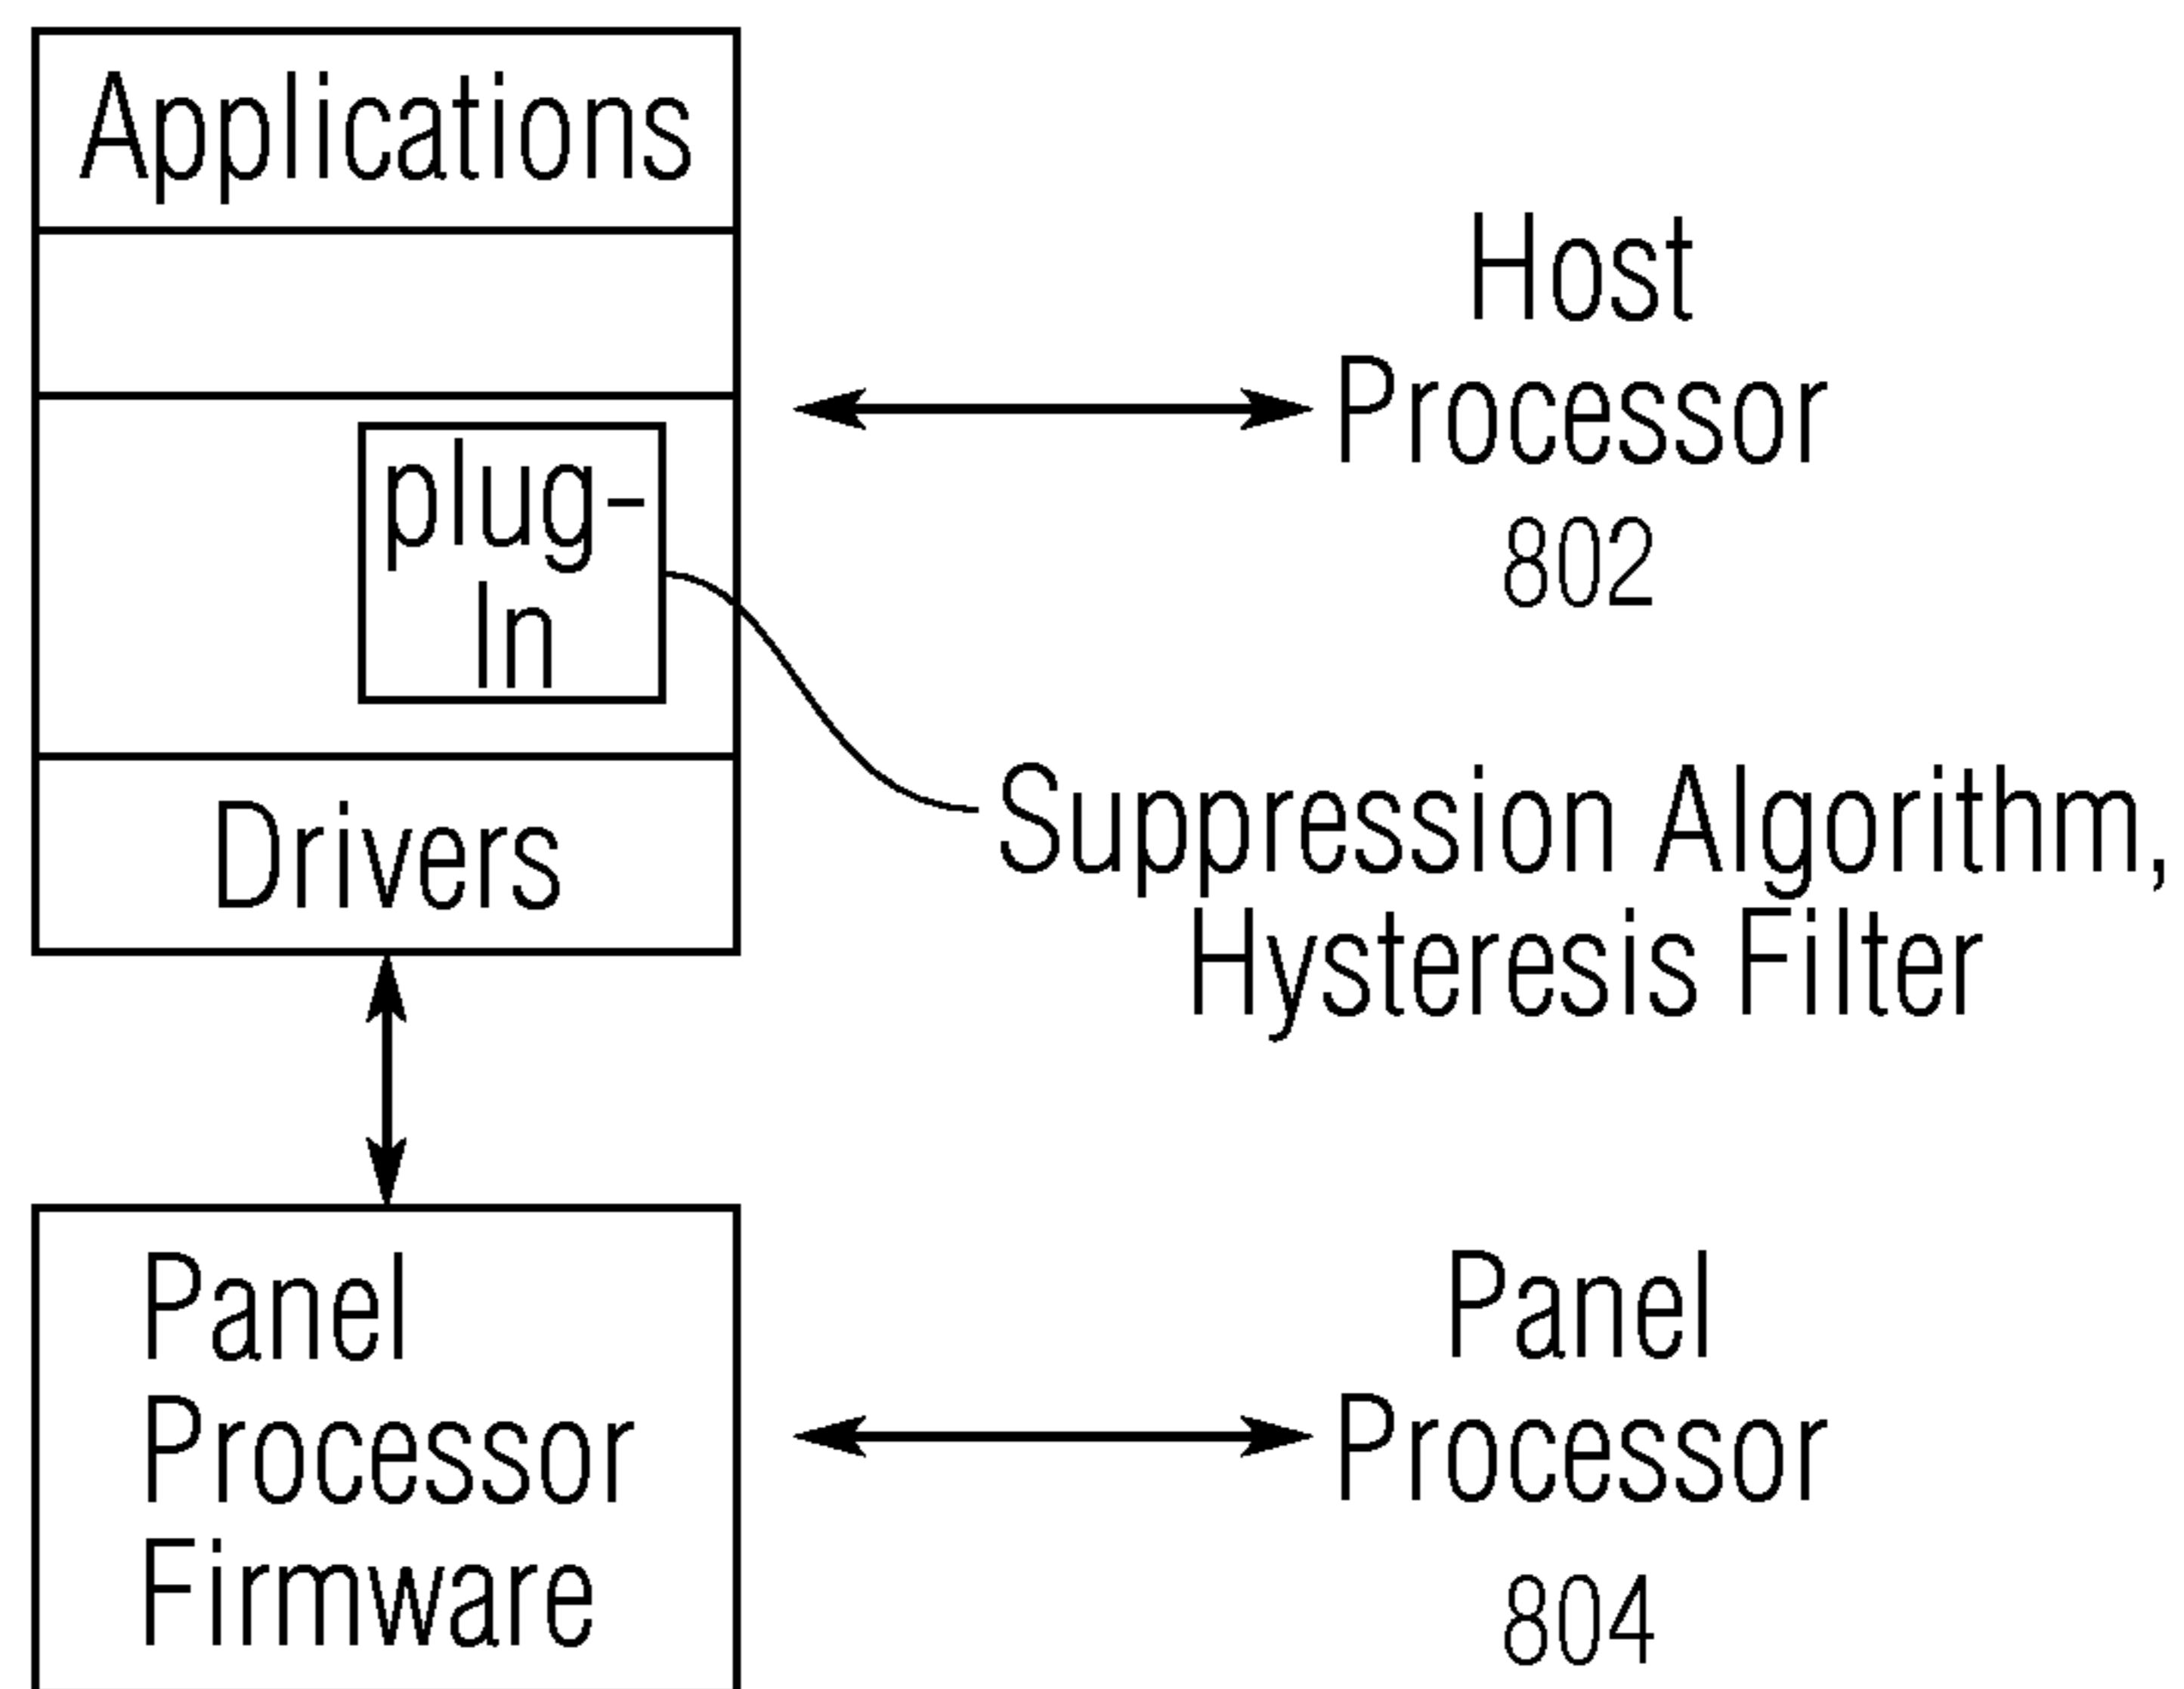 Applications
Host
Processor
802
plug-
In
Suppression Algorithm,
Hysteresis Filter
Drivers
Panel
Processor
Firmware
Panel
Processor
804